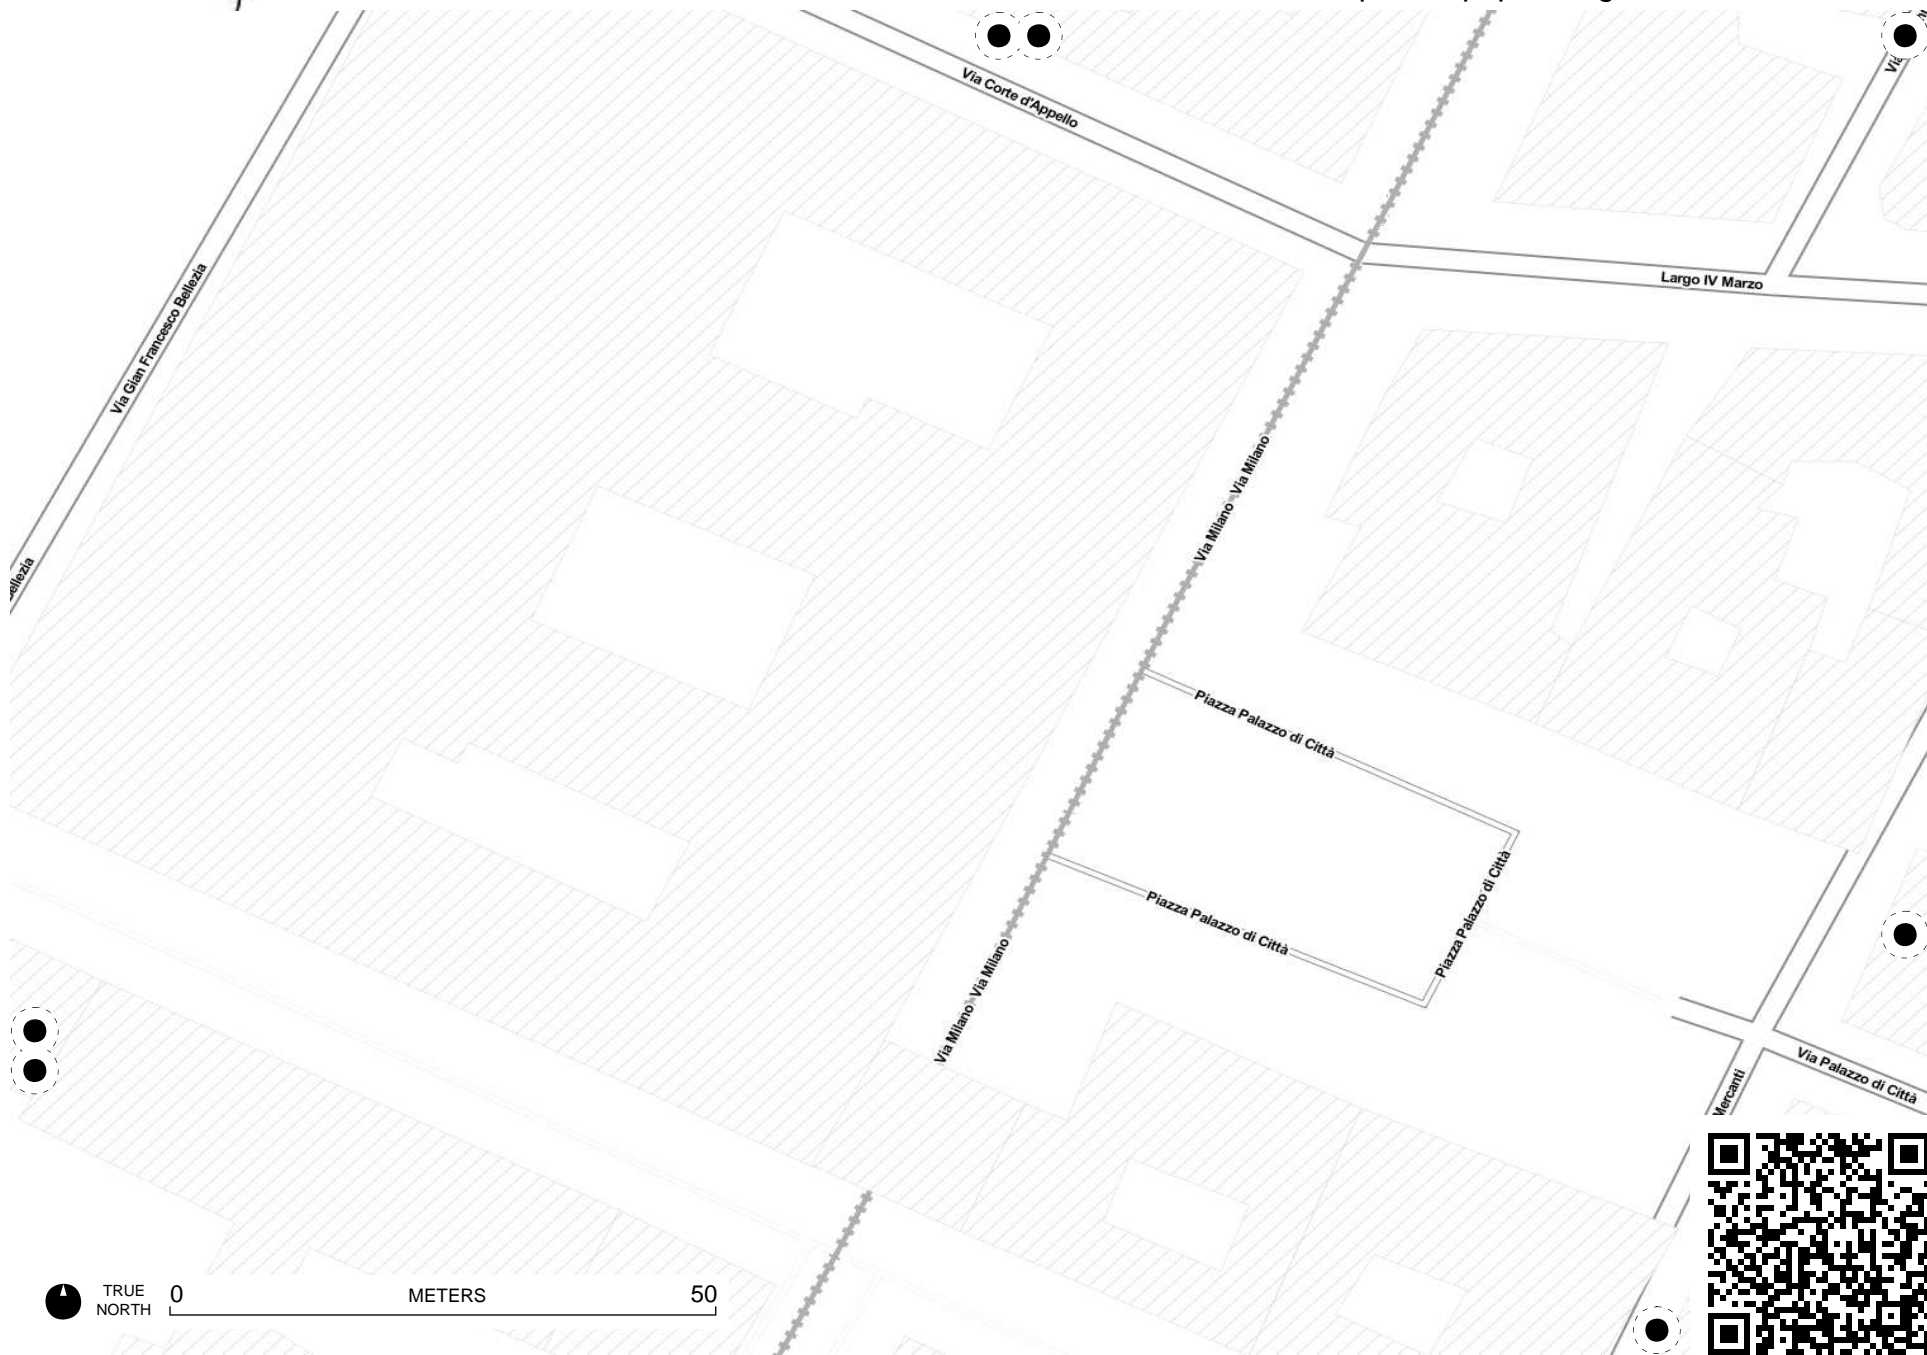 Via Corte d'Appello
Largo IV Marzo
Via Gian Francesco Bellezia
Via Milano
Via Milano
Piazza Palazzo di Città
Piazza Palazzo di Città
Piazza Palazzo di Città
Via Milano
Via Milano
Via Palazzo di Città
Mercanti
TRUE
NORTH
0
METERS
50